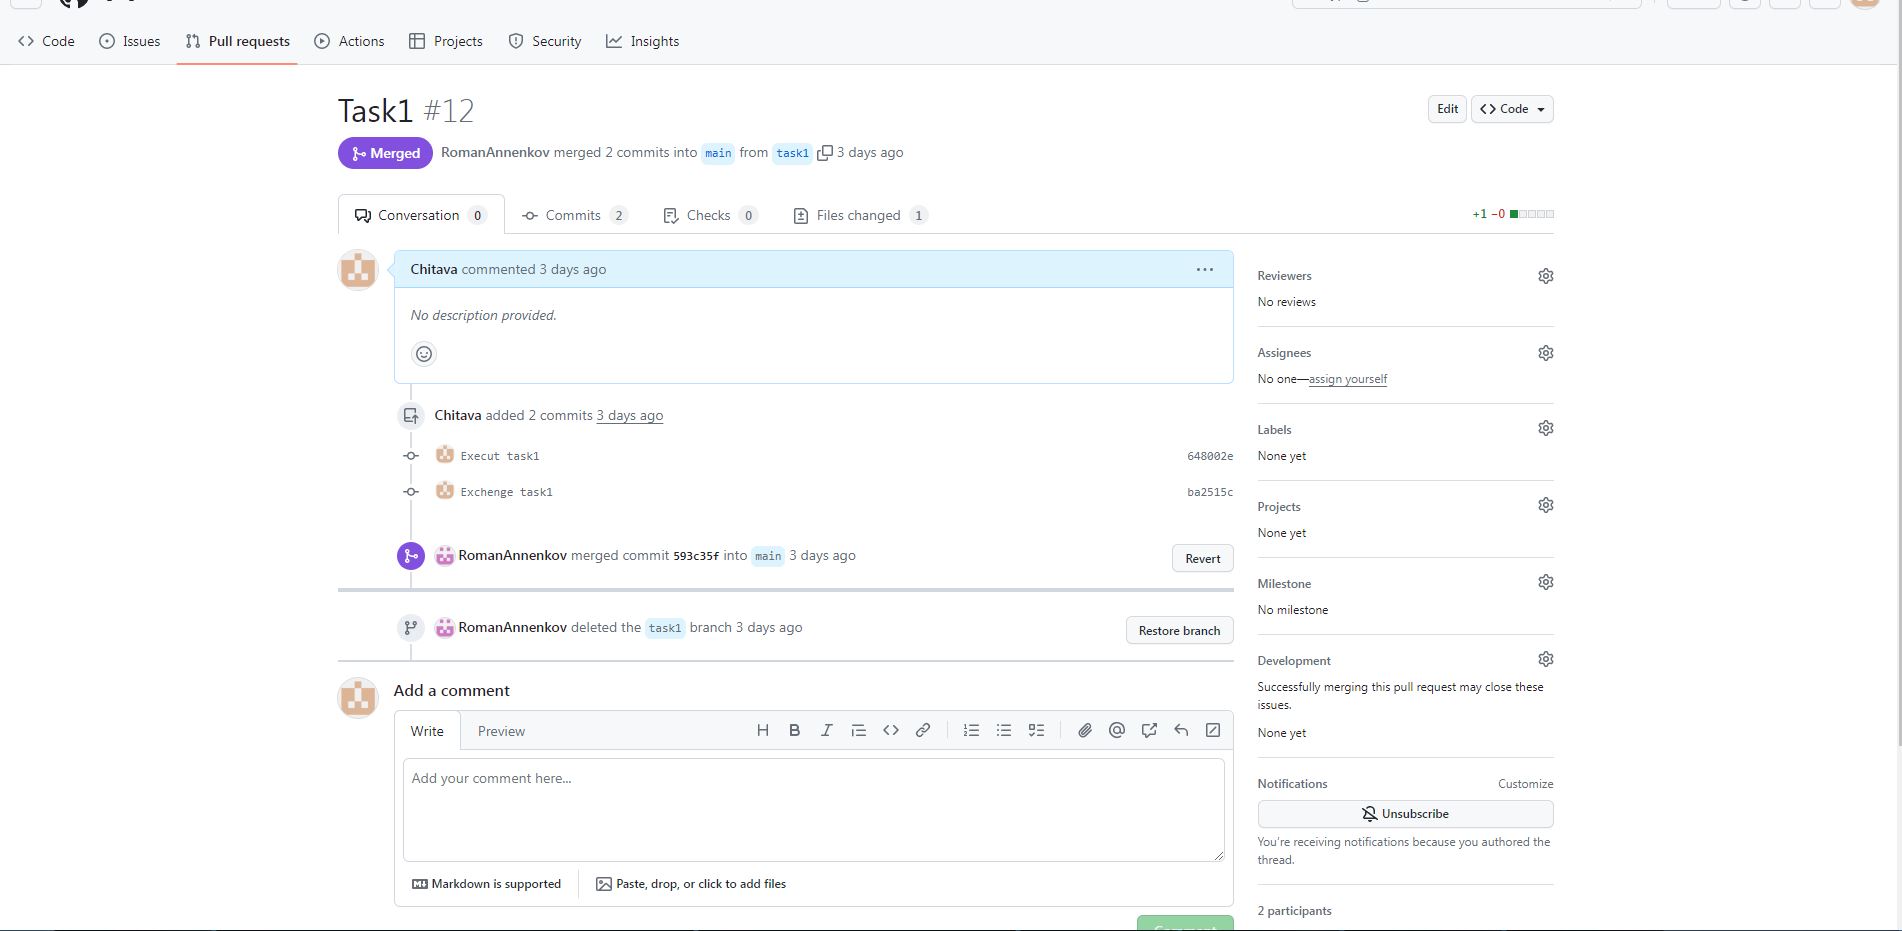 Code Issues Pull requests Actions Projects Security Insights
Task1 #12
Edit Code
Merged RomanAnnenkov merged 2 commits into main from task1 3 days ago
Conversation 0 Commits 2 Checks 0 Files changed 1 +1 −0
Chitava commented 3 days ago
No description provided.
Chitava added 2 commits 3 days ago
Execut task1 648002e
Exchenge task1 ba2515c
RomanAnnenkov merged commit 593c35f into main 3 days ago Revert
RomanAnnenkov deleted the task1 branch 3 days ago Restore branch
Add a comment
Write Preview
Add your comment here...
Markdown is supported Paste, drop, or click to add files
Reviewers
No reviews
Assignees
No one—assign yourself
Labels
None yet
Projects
None yet
Milestone
No milestone
Development
Successfully merging this pull request may close these
issues.
None yet
Notifications Customize
Unsubscribe
You're receiving notifications because you authored the
thread.
2 participants